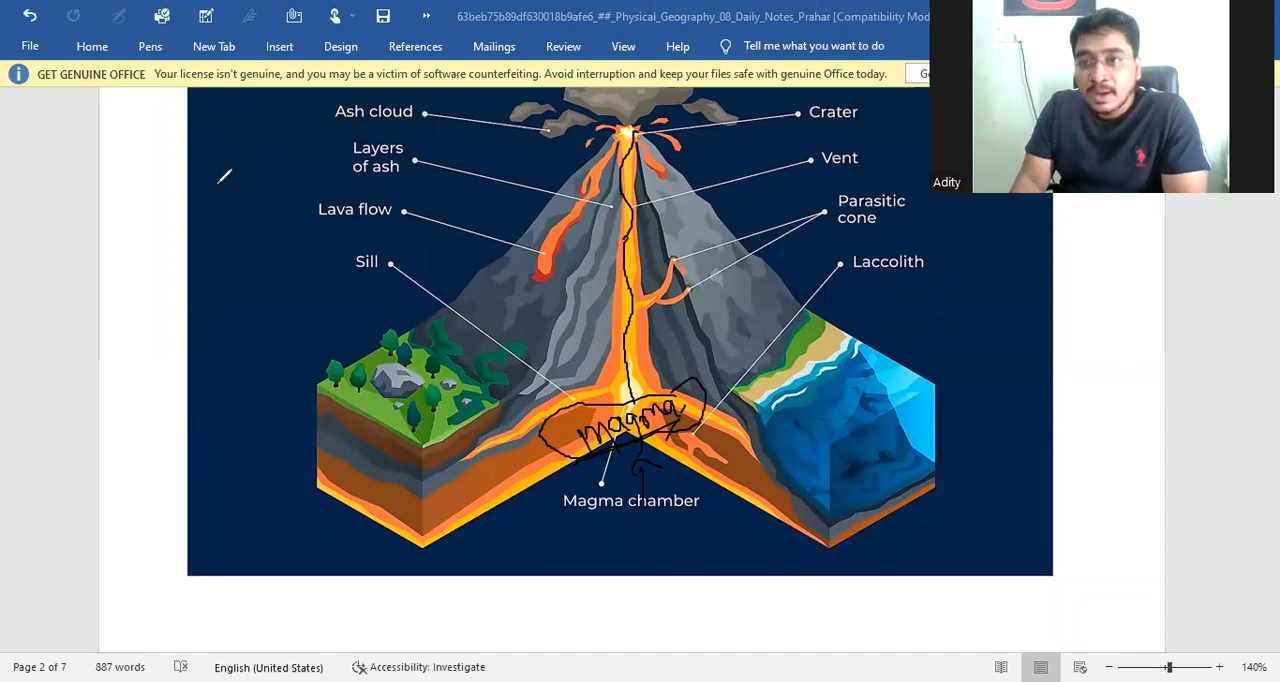 63beb75b89df630018b9afe6_##_Physical_Geography_08_Daily_Notes_Prahar [Compatibility Mod
File Home Pens New Tab Insert Draw Design References Mailings Review View Help Tell me what you want to do
GET GENUINE OFFICE Your license isn't genuine, and you may be a victim of software counterfeiting. Avoid interruption and keep your files safe with genuine Office today.
Ash cloud
Crater
Layers
of ash
Vent
Lava flow
Parasitic
cone
Sill
Laccolith
magma
Magma chamber
Adity
Page 2 of 7 887 words English (United States) Accessibility: Investigate 140%